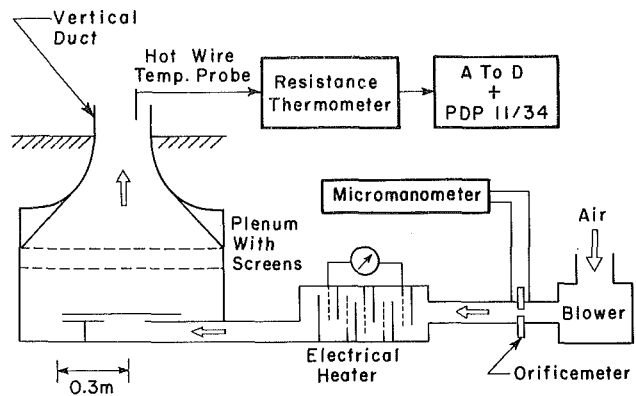 Vertical
Duct
Hot Wire
Temp. Probe
Resistance
Thermometer
A To D
+
PDP 11/34
Micromanometer
Air
Plenum
With
Screens
Blower
Electrical
Heater
Orificemeter
0.3m